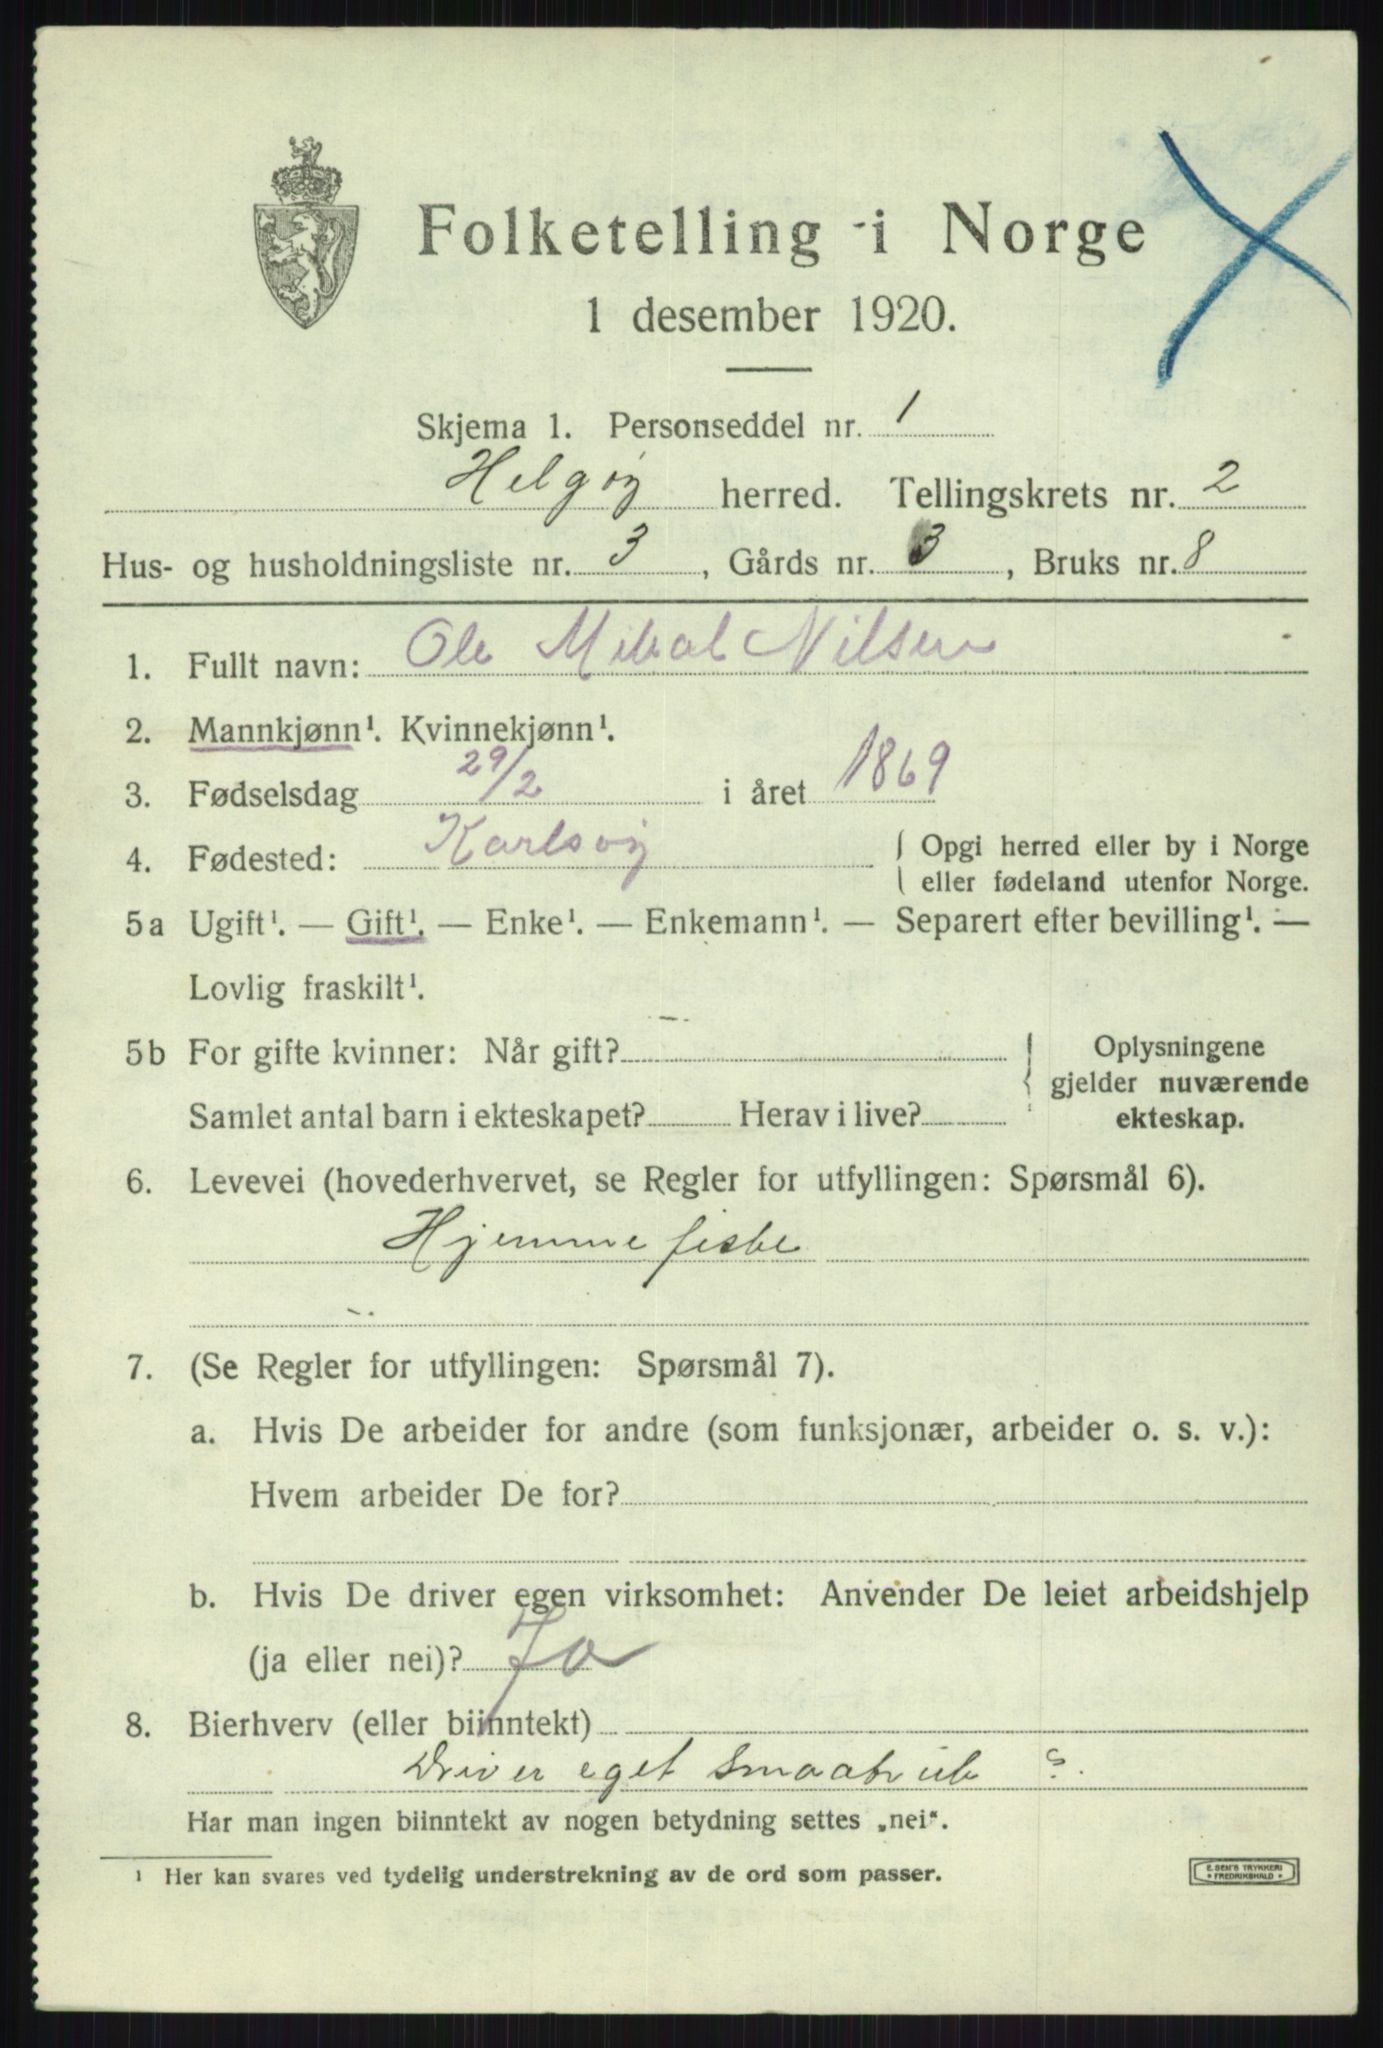 Folketelling i Norge
1 desember 1920.
Skjema 1. Personseddel nr. 1
Helgøy herred. Tellingskrets nr. 2
Hus- og husholdningsliste nr. 3, Gårds nr. 3, Bruks nr. 8
1. Fullt navn: Ole Mikal Nilsen
2. Mannkjønn¹. Kvinnekjønn¹.
3. Fødselsdag 29/2 i året 1869
4. Fødested: Karlsøy { Opgi herred eller by i Norge
eller fødeland utenfor Norge.
5a Ugift¹. — Gift¹. — Enke¹. — Enkemann¹. — Separert efter bevilling¹. —
Lovlig fraskilt¹.
5b For gifte kvinner: Når gift? { Oplysningene
gjelder nuværende
Samlet antal barn i ekteskapet? Herav i live? ekteskap.
6. Levevei (hovederhvervet, se Regler for utfyllingen: Spørsmål 6).
Hjemmefiske
7. (Se Regler for utfyllingen: Spørsmål 7).
a. Hvis De arbeider for andre (som funksjonær, arbeider o. s. v.):
Hvem arbeider De for?
b. Hvis De driver egen virksomhet: Anvender De leiet arbeidshjelp
(ja eller nei)? Ja
8. Bierhverv (eller biinntekt)
Driver eget smaabruk
Har man ingen biinntekt av nogen betydning settes „nei“.
¹ Her kan svares ved tydelig understrekning av de ord som passer.
E. SEM'S TRYKKERI
FREDRIKSHALD